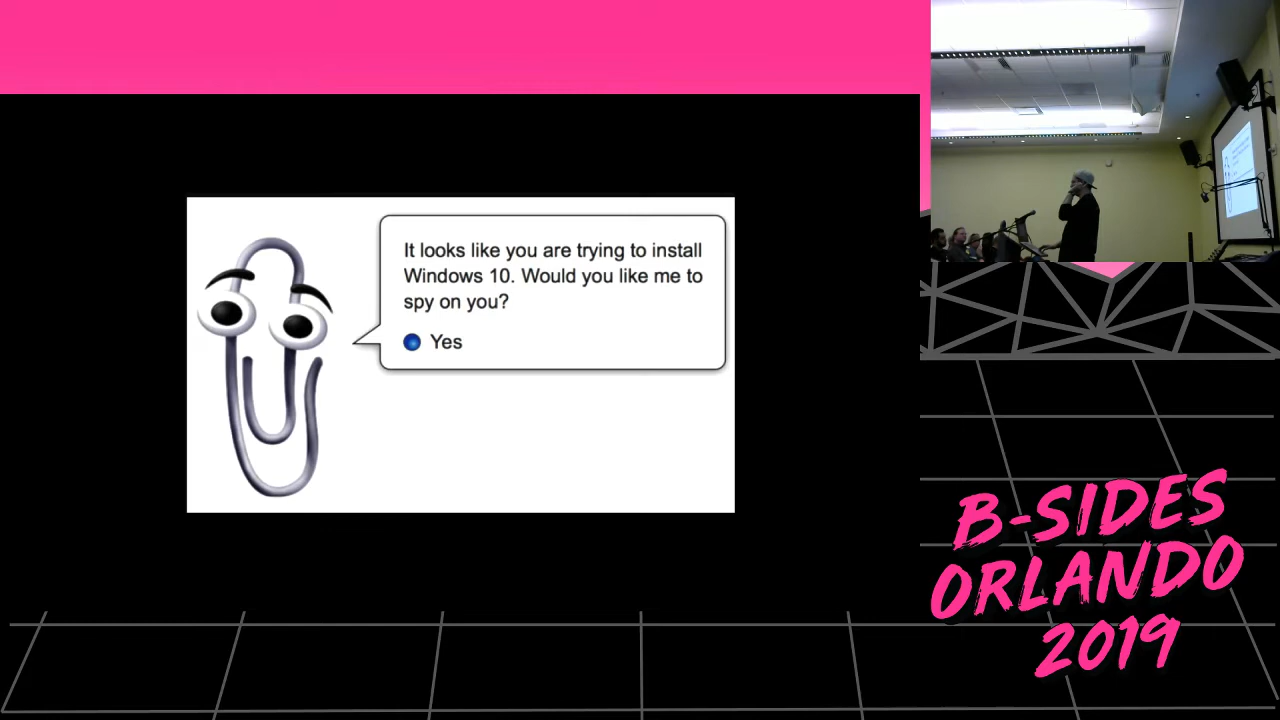 It looks like you are trying to install
Windows 10. Would you like me to
spy on you?
Yes
B-SIDES
ORLANDO
2019